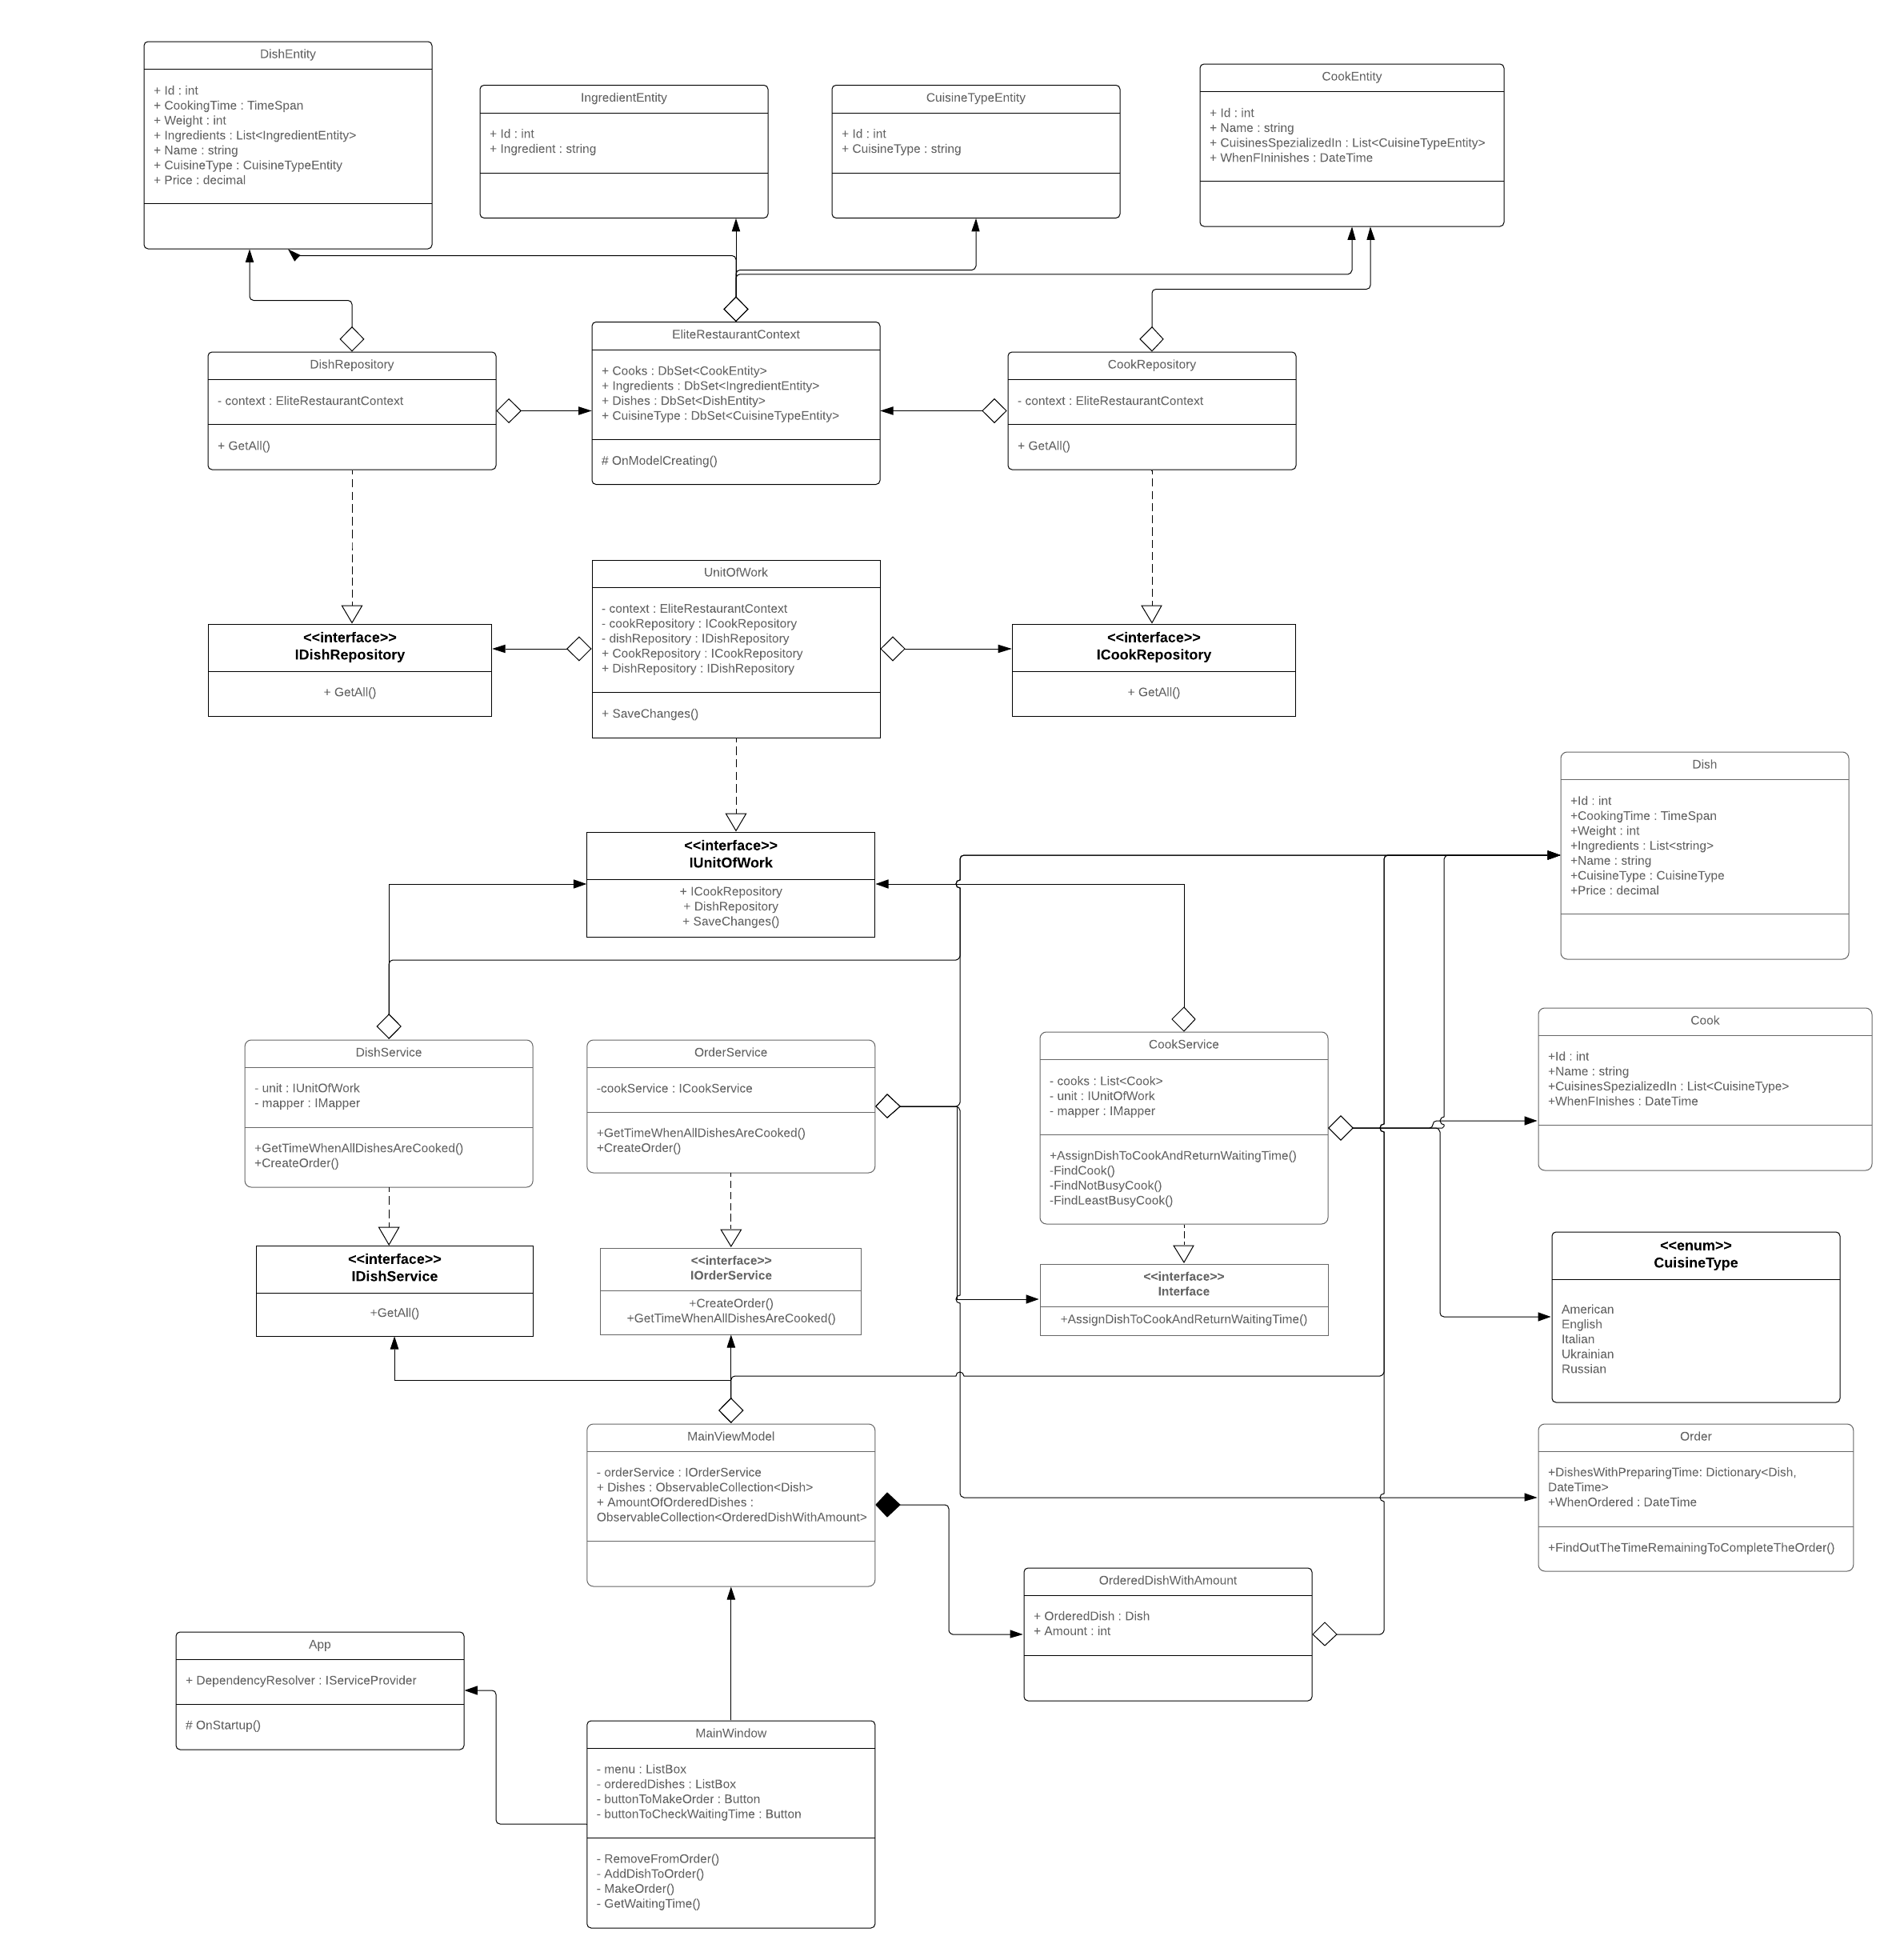 DishEntity
+ Id : int
+ CookingTime : TimeSpan
+ Weight : int
+ Ingredients : List<IngredientEntity>
+ Name : string
+ CuisineType : CuisineTypeEntity
+ Price : decimal
IngredientEntity
+ Id : int
+ Ingredient : string
CuisineTypeEntity
+ Id : int
+ CuisineType : string
CookEntity
+ Id : int
+ Name : string
+ CuisinesSpezializedIn : List<CuisineTypeEntity>
+ WhenFIninishes : DateTime
DishRepository
- context : EliteRestaurantContext
+ GetAll()
EliteRestaurantContext
+ Cooks : DbSet<CookEntity>
+ Ingredients : DbSet<IngredientEntity>
+ Dishes : DbSet<DishEntity>
+ CuisineType : DbSet<CuisineTypeEntity>
# OnModelCreating()
CookRepository
- context : EliteRestaurantContext
+ GetAll()
<<interface>>
IDishRepository
+ GetAll()
UnitOfWork
- context : EliteRestaurantContext
- cookRepository : ICookRepository
- dishRepository : IDishRepository
+ CookRepository : ICookRepository
+ DishRepository : IDishRepository
+ SaveChanges()
<<interface>>
ICookRepository
+ GetAll()
<<interface>>
IUnitOfWork
+ ICookRepository
+ DishRepository
+ SaveChanges()
Dish
+Id : int
+CookingTime : TimeSpan
+Weight : int
+Ingredients : List<string>
+Name : string
+CuisineType : CuisineType
+Price : decimal
DishService
- unit : IUnitOfWork
- mapper : IMapper
+GetTimeWhenAllDishesAreCooked()
+CreateOrder()
OrderService
-cookService : ICookService
+GetTimeWhenAllDishesAreCooked()
+CreateOrder()
CookService
- cooks : List<Cook>
- unit : IUnitOfWork
- mapper : IMapper
+AssignDishToCookAndReturnWaitingTime()
-FindCook()
-FindNotBusyCook()
-FindLeastBusyCook()
Cook
+Id : int
+Name : string
+CuisinesSpezializedIn : List<CuisineType>
+WhenFInishes : DateTime
<<interface>>
IDishService
+GetAll()
<<interface>>
IOrderService
+CreateOrder()
+GetTimeWhenAllDishesAreCooked()
<<interface>>
Interface
+AssignDishToCookAndReturnWaitingTime()
<<enum>>
CuisineType
American
English
Italian
Ukrainian
Russian
MainViewModel
- orderService : IOrderService
+ Dishes : ObservableCollection<Dish>
+ AmountOfOrderedDishes :
ObservableCollection<OrderedDishWithAmount>
Order
+DishesWithPreparingTime: Dictionary<Dish,
DateTime>
+WhenOrdered : DateTime
+FindOutTheTimeRemainingToCompleteTheOrder()
OrderedDishWithAmount
+ OrderedDish : Dish
+ Amount : int
App
+ DependencyResolver : IServiceProvider
# OnStartup()
MainWindow
- menu : ListBox
- orderedDishes : ListBox
- buttonToMakeOrder : Button
- buttonToCheckWaitingTime : Button
- RemoveFromOrder()
- AddDishToOrder()
- MakeOrder()
- GetWaitingTime()